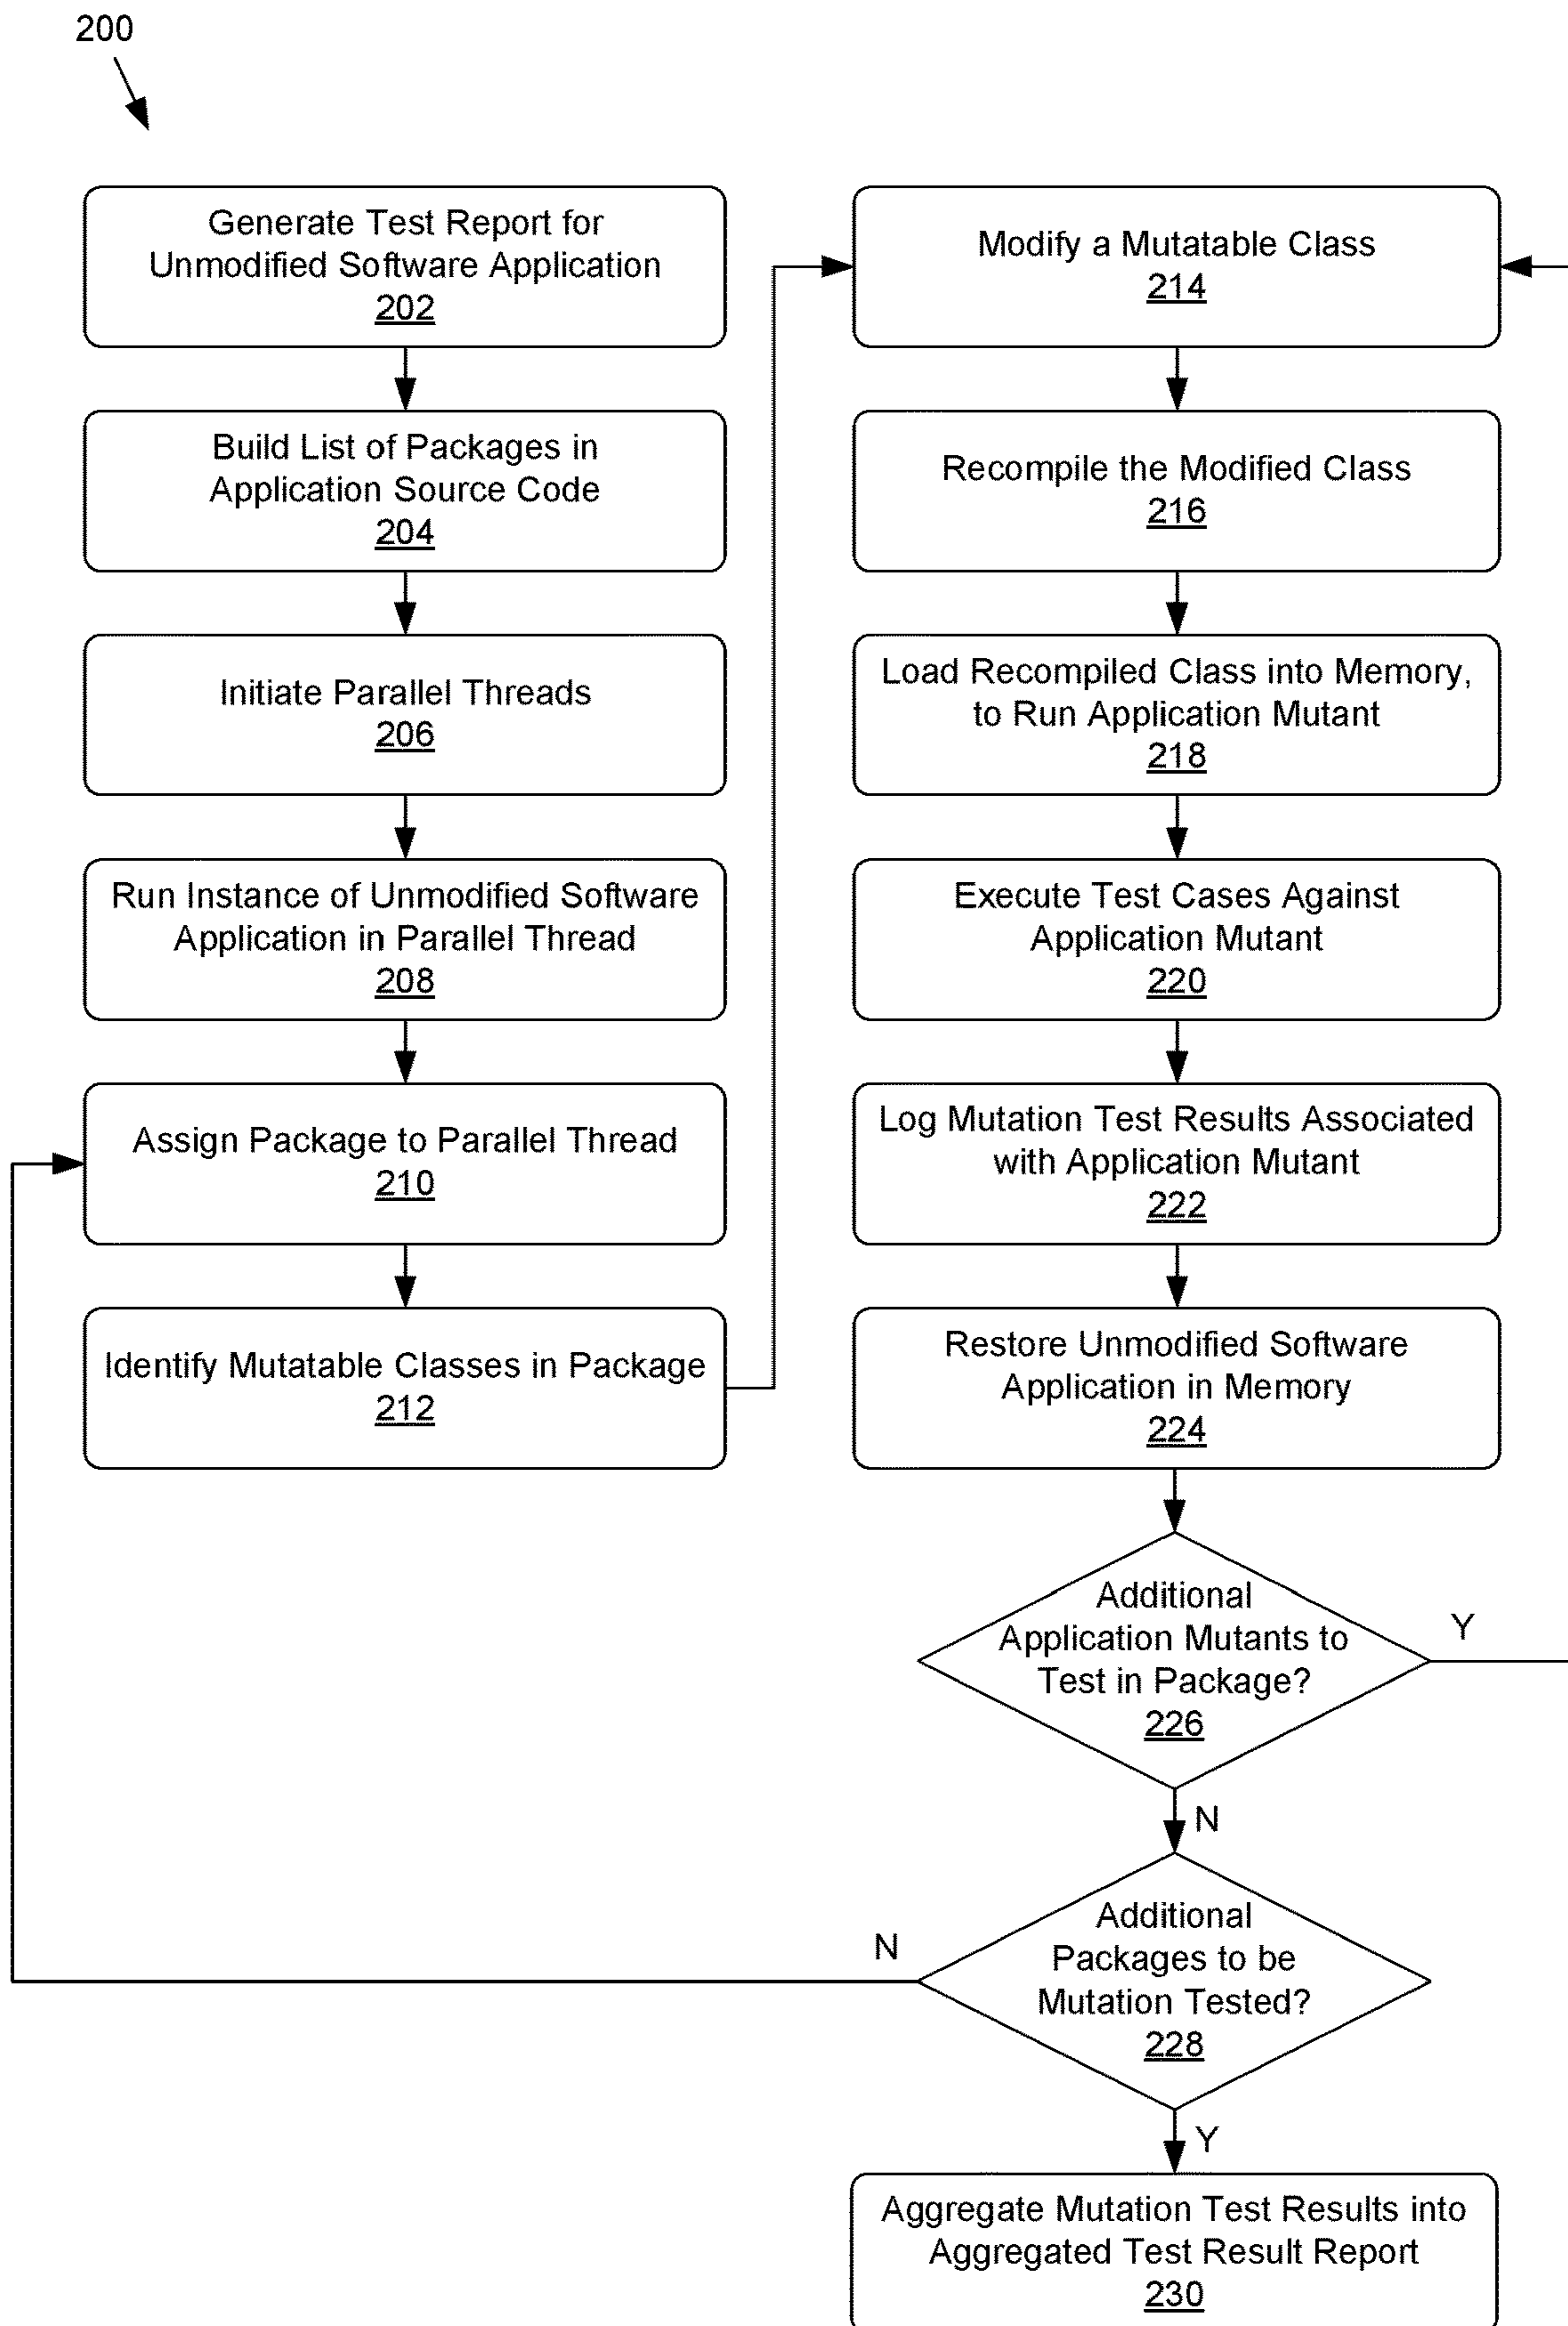 200
Generate Test Report for
Unmodified Software Application
202
Build List of Packages in
Application Source Code
204
Initiate Parallel Threads
206
Run Instance of Unmodified Software
Application in Parallel Thread
208
Assign Package to Parallel Thread
210
Identify Mutatable Classes in Package
212
Modify a Mutatable Class
214
Recompile the Modified Class
216
Load Recompiled Class into Memory,
to Run Application Mutant
218
Execute Test Cases Against
Application Mutant
220
Log Mutation Test Results Associated
with Application Mutant
222
Restore Unmodified Software
Application in Memory
224
Additional
Application Mutants to
Test in Package?
226
Y
N
Additional
Packages to be
Mutation Tested?
228
N
Y
Aggregate Mutation Test Results into
Aggregated Test Result Report
230